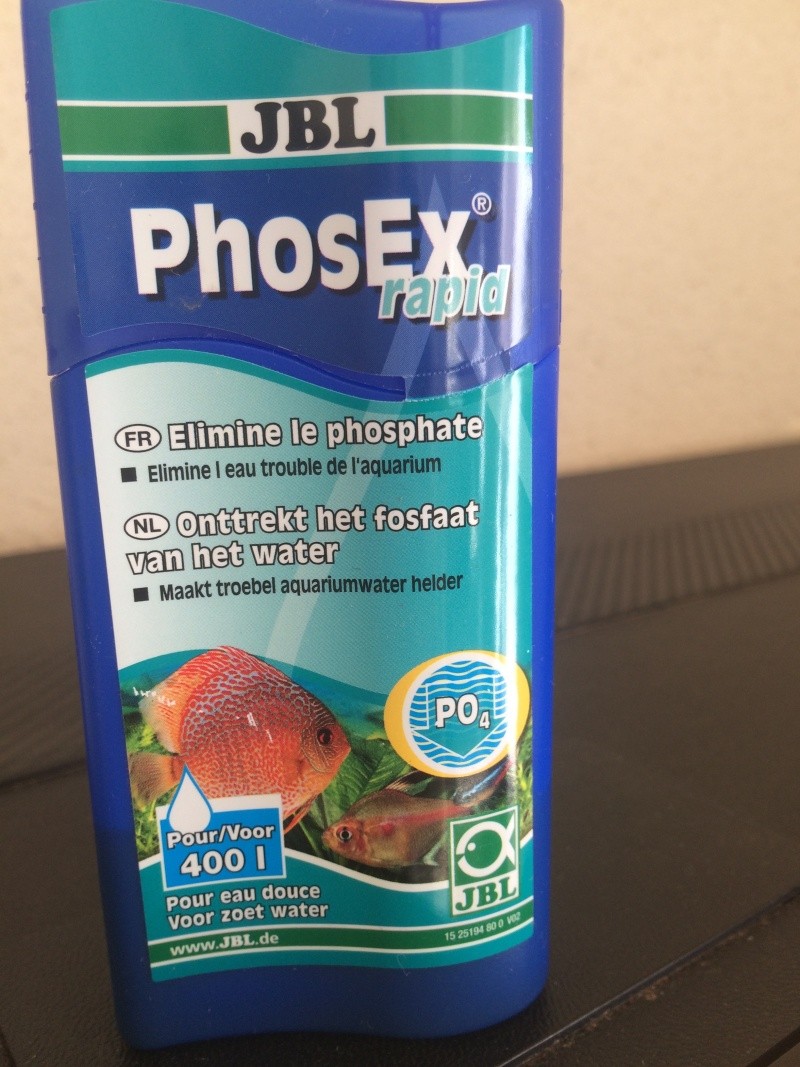 JBL
PhosEx®
rapid
FR Elimine le phosphate
■ Elimine l eau trouble de l'aquarium
NL Onttrekt het fosfaat
van het water
■ Maakt troebel aquariumwater helder
PO4
Pour/Voor
400 l
Pour eau douce
Voor zoet water
JBL
www.JBL.de
15 25194 80 0 V02